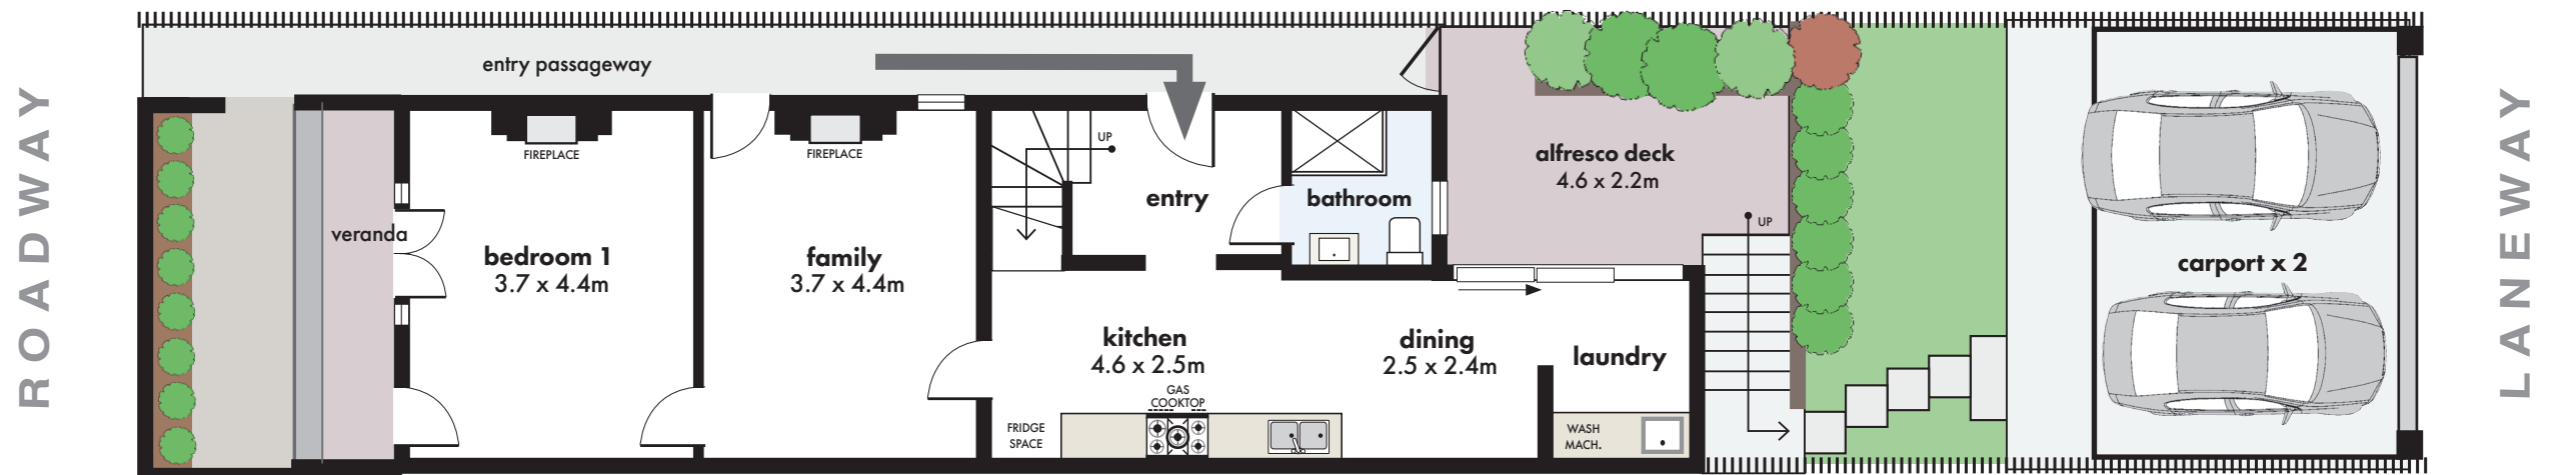 ROADWAY
entry passageway
veranda
FIREPLACE
bedroom 1
3.7 x 4.4m
FIREPLACE
family
3.7 x 4.4m
UP
entry
bathroom
kitchen
4.6 x 2.5m
GAS
COOKTOP
FRIDGE
SPACE
dining
2.5 x 2.4m
laundry
WASH
MACH.
alfresco deck
4.6 x 2.2m
UP
carport x 2
LANEWAY